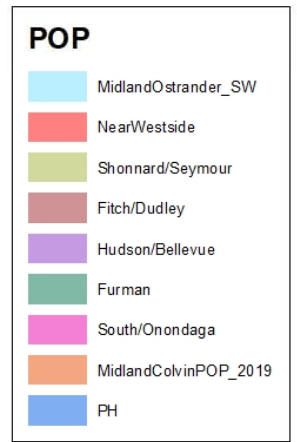 POP
MidlandOstrander_SW
NearWestside
Shonnard/Seymour
Fitch/Dudley
Hudson/Bellevue
Furman
South/Onondaga
MidlandColvinPOP_2019
PH